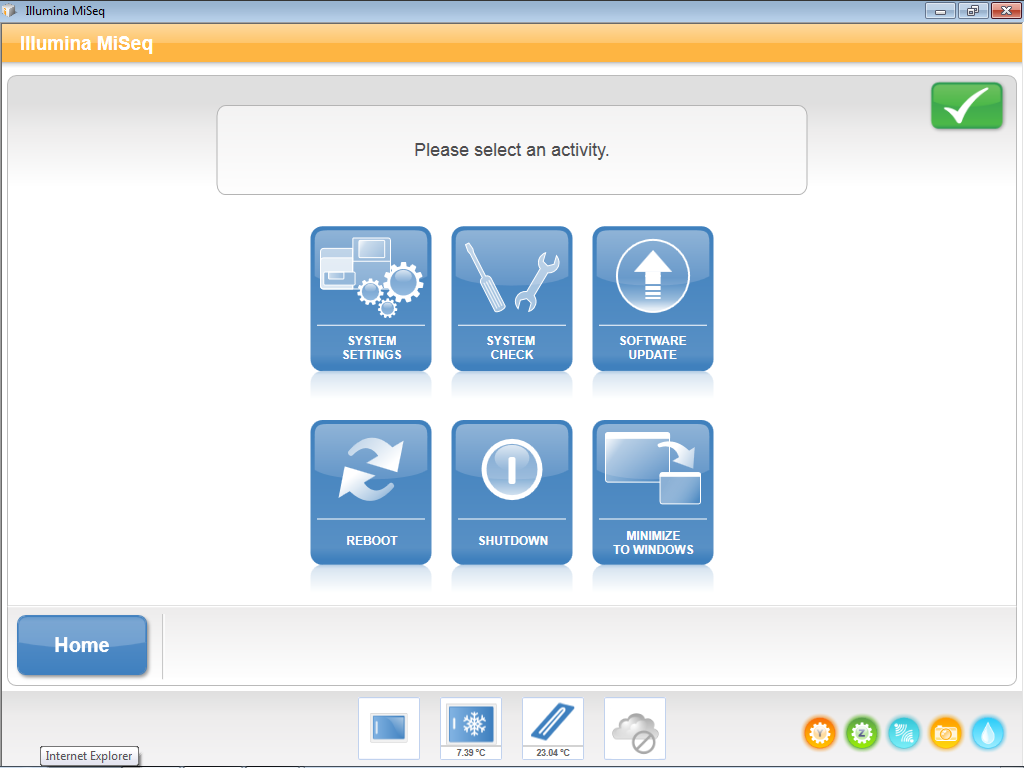 Illumina MiSeq
Illumina MiSeq
Please select an activity.
SYSTEM
SETTINGS
SYSTEM
CHECK
SOFTWARE
UPDATE
REBOOT
SHUTDOWN
MINIMIZE
TO WINDOWS
Home
7.39 °C
23.04 °C
Y
Z
Internet Explorer